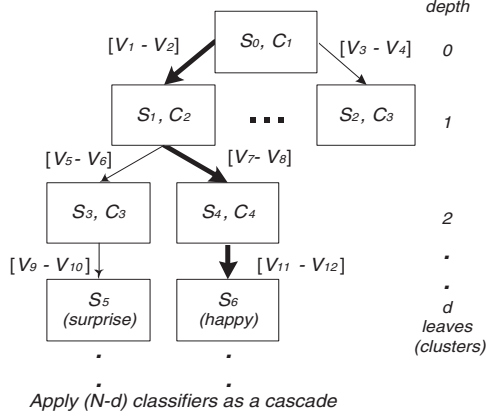 depth
[V1 - V2]
S0, C1
[V3 – V4]
0
S1, C2
...
S2, C3
1
[V5 - V6]
[V7- V8]
S3, C3
S4, C4
2
.
[V9 - V10]
[V11 - V12]
.
S5
(surprise)
S6
(happy)
d
leaves
(clusters)
. .
. .
Apply (N-d) classifiers as a cascade